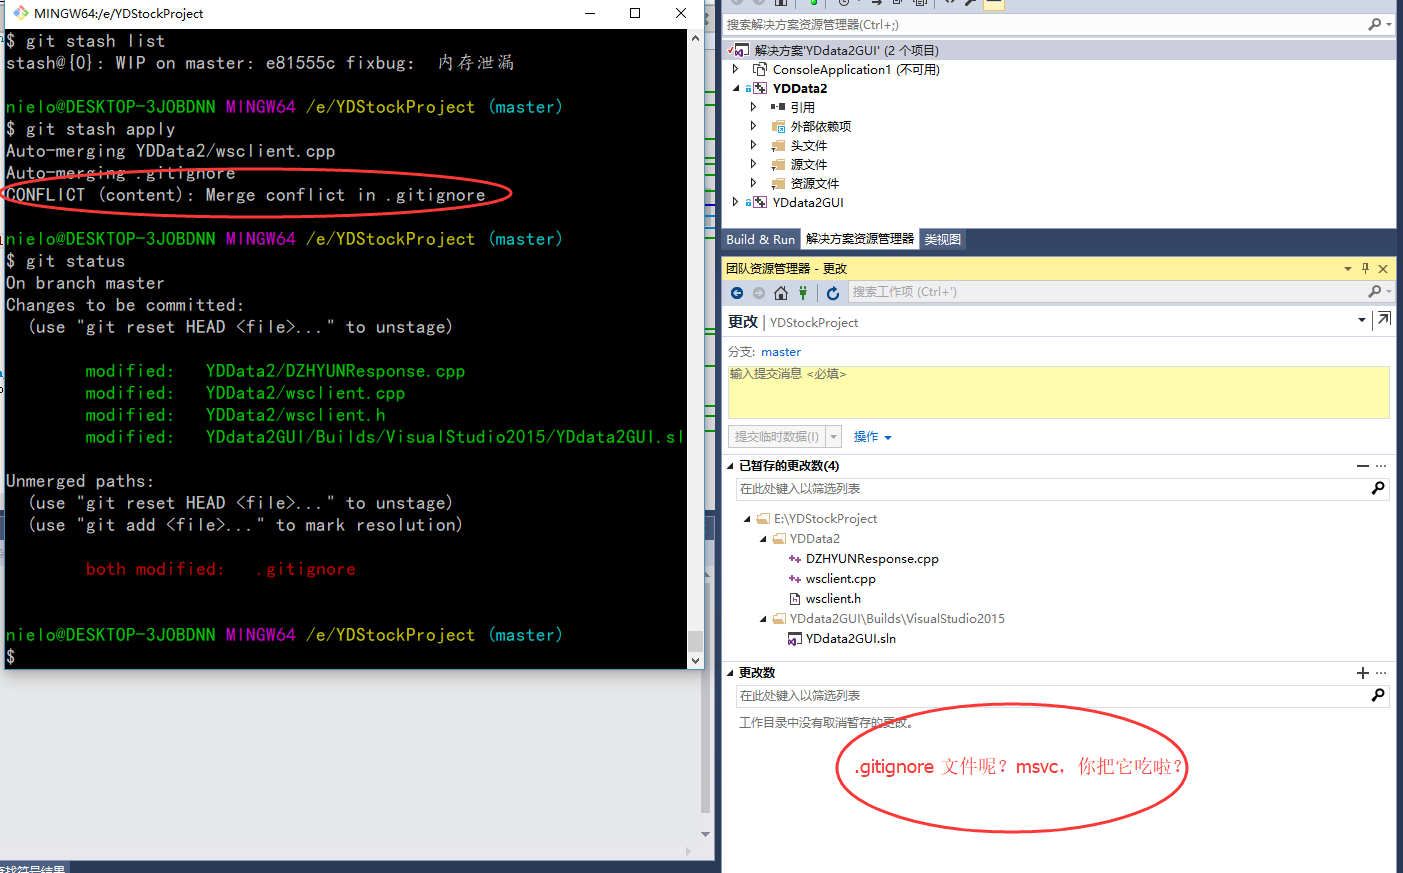 MINGW64:/e/YDStockProject
$ git stash list
stash@{0}: WIP on master: e81555c fixbug: 内存泄漏
nielo@DESKTOP-3JOBDNN MINGW64 /e/YDStockProject (master)
$ git stash apply
Auto-merging YDData2/wsclient.cpp
Auto-merging .gitignore
CONFLICT (content): Merge conflict in .gitignore
nielo@DESKTOP-3JOBDNN MINGW64 /e/YDStockProject (master)
$ git status
On branch master
Changes to be committed:
(use "git reset HEAD <file>..." to unstage)
modified: YDData2/DZHYUNResponse.cpp
modified: YDData2/wsclient.cpp
modified: YDData2/wsclient.h
modified: YDdata2GUI/Builds/VisualStudio2015/YDdata2GUI.sl
Unmerged paths:
(use "git reset HEAD <file>..." to unstage)
(use "git add <file>..." to mark resolution)
both modified: .gitignore
nielo@DESKTOP-3JOBDNN MINGW64 /e/YDStockProject (master)
$
搜索解决方案资源管理器(Ctrl+;)
解决方案'YDdata2GUI' (2 个项目)
ConsoleApplication1 (不可用)
YDData2
引用
外部依赖项
头文件
源文件
资源文件
YDdata2GUI
Build & Run 解决方案资源管理器 类视图
团队资源管理器 - 更改
搜索工作项 (Ctrl+')
更改 | YDStockProject
分支: master
输入提交消息 <必填>
提交临时数据(I) 操作
已暂存的更改数(4)
在此处键入以筛选列表
E:\YDStockProject
YDData2
DZHYUNResponse.cpp
wsclient.cpp
wsclient.h
YDdata2GUI\Builds\VisualStudio2015
YDdata2GUI.sln
更改数
在此处键入以筛选列表
工作目录中没有取消暂存的更改。
.gitignore 文件呢？msvc，你把它吃啦？